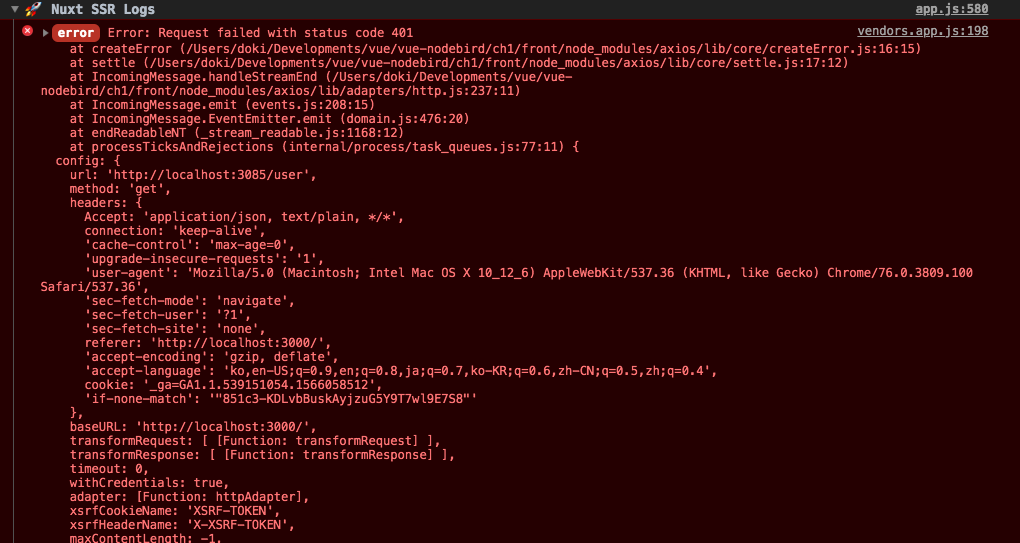 ▼ 🚀 Nuxt SSR Logs app.js:580
▶ error Error: Request failed with status code 401 vendors.app.js:198
at createError (/Users/doki/Developments/vue/vue-nodebird/ch1/front/node_modules/axios/lib/core/createError.js:16:15)
at settle (/Users/doki/Developments/vue/vue-nodebird/ch1/front/node_modules/axios/lib/core/settle.js:17:12)
at IncomingMessage.handleStreamEnd (/Users/doki/Developments/vue/vue-
nodebird/ch1/front/node_modules/axios/lib/adapters/http.js:237:11)
at IncomingMessage.emit (events.js:208:15)
at IncomingMessage.EventEmitter.emit (domain.js:476:20)
at endReadableNT (_stream_readable.js:1168:12)
at processTicksAndRejections (internal/process/task_queues.js:77:11) {
config: {
url: 'http://localhost:3085/user',
method: 'get',
headers: {
Accept: 'application/json, text/plain, */*',
connection: 'keep-alive',
'cache-control': 'max-age=0',
'upgrade-insecure-requests': '1',
'user-agent': 'Mozilla/5.0 (Macintosh; Intel Mac OS X 10_12_6) AppleWebKit/537.36 (KHTML, like Gecko) Chrome/76.0.3809.100
Safari/537.36',
'sec-fetch-mode': 'navigate',
'sec-fetch-user': '?1',
'sec-fetch-site': 'none',
referer: 'http://localhost:3000/',
'accept-encoding': 'gzip, deflate',
'accept-language': 'ko,en-US;q=0.9,en;q=0.8,ja;q=0.7,ko-KR;q=0.6,zh-CN;q=0.5,zh;q=0.4',
cookie: '_ga=GA1.1.539151054.1566058512',
'if-none-match': '"851c3-KDLvbBuskAyjzuG5Y9T7wl9E7S8"'
},
baseURL: 'http://localhost:3000/',
transformRequest: [ [Function: transformRequest] ],
transformResponse: [ [Function: transformResponse] ],
timeout: 0,
withCredentials: true,
adapter: [Function: httpAdapter],
xsrfCookieName: 'XSRF-TOKEN',
xsrfHeaderName: 'X-XSRF-TOKEN',
maxContentLength: -1,